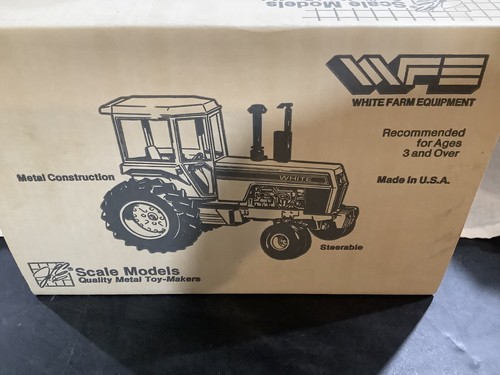 Scale Models
WFE
WHITE FARM EQUIPMENT
Recommended
for Ages
3 and Over
Metal Construction
WHITE
Made in U.S.A.
Steerable
Scale Models
Quality Metal Toy-Makers